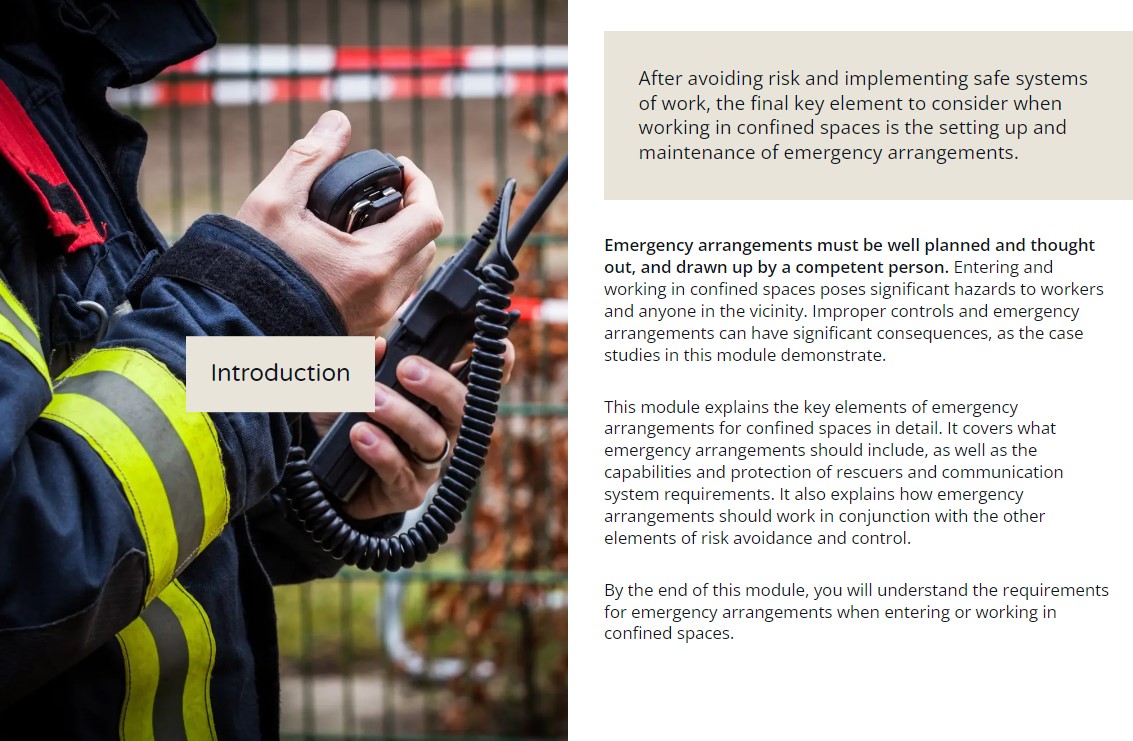 Introduction
After avoiding risk and implementing safe systems
of work, the final key element to consider when
working in confined spaces is the setting up and
maintenance of emergency arrangements.
Emergency arrangements must be well planned and thought
out, and drawn up by a competent person. Entering and
working in confined spaces poses significant hazards to workers
and anyone in the vicinity. Improper controls and emergency
arrangements can have significant consequences, as the case
studies in this module demonstrate.
This module explains the key elements of emergency
arrangements for confined spaces in detail. It covers what
emergency arrangements should include, as well as the
capabilities and protection of rescuers and communication
system requirements. It also explains how emergency
arrangements should work in conjunction with the other
elements of risk avoidance and control.
By the end of this module, you will understand the requirements
for emergency arrangements when entering or working in
confined spaces.